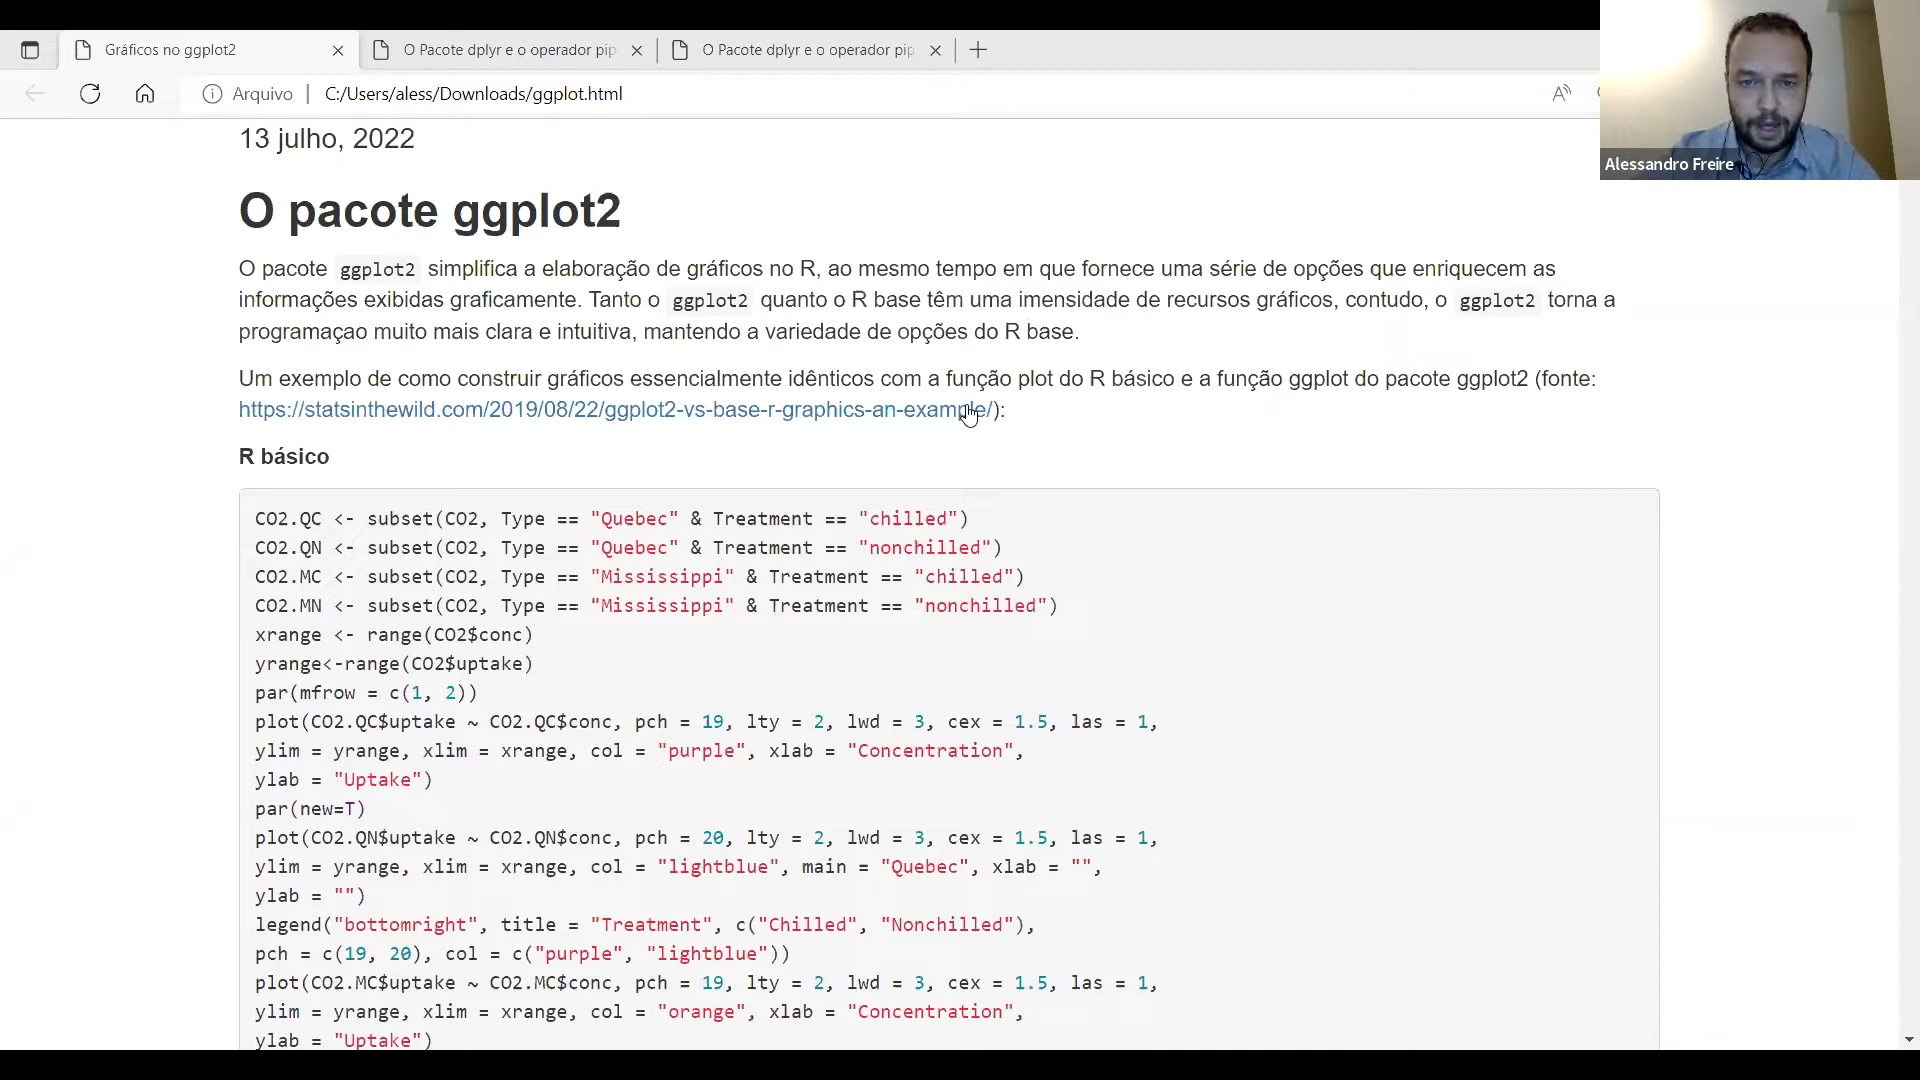 Gráficos no ggplot2
O Pacote dplyr e o operador pip
O Pacote dplyr e o operador pip
Arquivo
C:/Users/aless/Downloads/ggplot.html
Alessandro Freire
13 julho, 2022
O pacote ggplot2
O pacote ggplot2 simplifica a elaboração de gráficos no R, ao mesmo tempo em que fornece uma série de opções que enriquecem as
informações exibidas graficamente. Tanto o ggplot2 quanto o R base têm uma imensidade de recursos gráficos, contudo, o ggplot2 torna a
programaçao muito mais clara e intuitiva, mantendo a variedade de opções do R base.
Um exemplo de como construir gráficos essencialmente idênticos com a função plot do R básico e a função ggplot do pacote ggplot2 (fonte:
https://statsinthewild.com/2019/08/22/ggplot2-vs-base-r-graphics-an-example/):
R básico
CO2.QC <- subset(CO2, Type == "Quebec" & Treatment == "chilled")
CO2.QN <- subset(CO2, Type == "Quebec" & Treatment == "nonchilled")
CO2.MC <- subset(CO2, Type == "Mississippi" & Treatment == "chilled")
CO2.MN <- subset(CO2, Type == "Mississippi" & Treatment == "nonchilled")
xrange <- range(CO2$conc)
yrange<-range(CO2$uptake)
par(mfrow = c(1, 2))
plot(CO2.QC$uptake ~ CO2.QC$conc, pch = 19, lty = 2, lwd = 3, cex = 1.5, las = 1,
ylim = yrange, xlim = xrange, col = "purple", xlab = "Concentration",
ylab = "Uptake")
par(new=T)
plot(CO2.QN$uptake ~ CO2.QN$conc, pch = 20, lty = 2, lwd = 3, cex = 1.5, las = 1,
ylim = yrange, xlim = xrange, col = "lightblue", main = "Quebec", xlab = "",
ylab = "")
legend("bottomright", title = "Treatment", c("Chilled", "Nonchilled"),
pch = c(19, 20), col = c("purple", "lightblue"))
plot(CO2.MC$uptake ~ CO2.MC$conc, pch = 19, lty = 2, lwd = 3, cex = 1.5, las = 1,
ylim = yrange, xlim = xrange, col = "orange", xlab = "Concentration",
ylab = "Uptake")